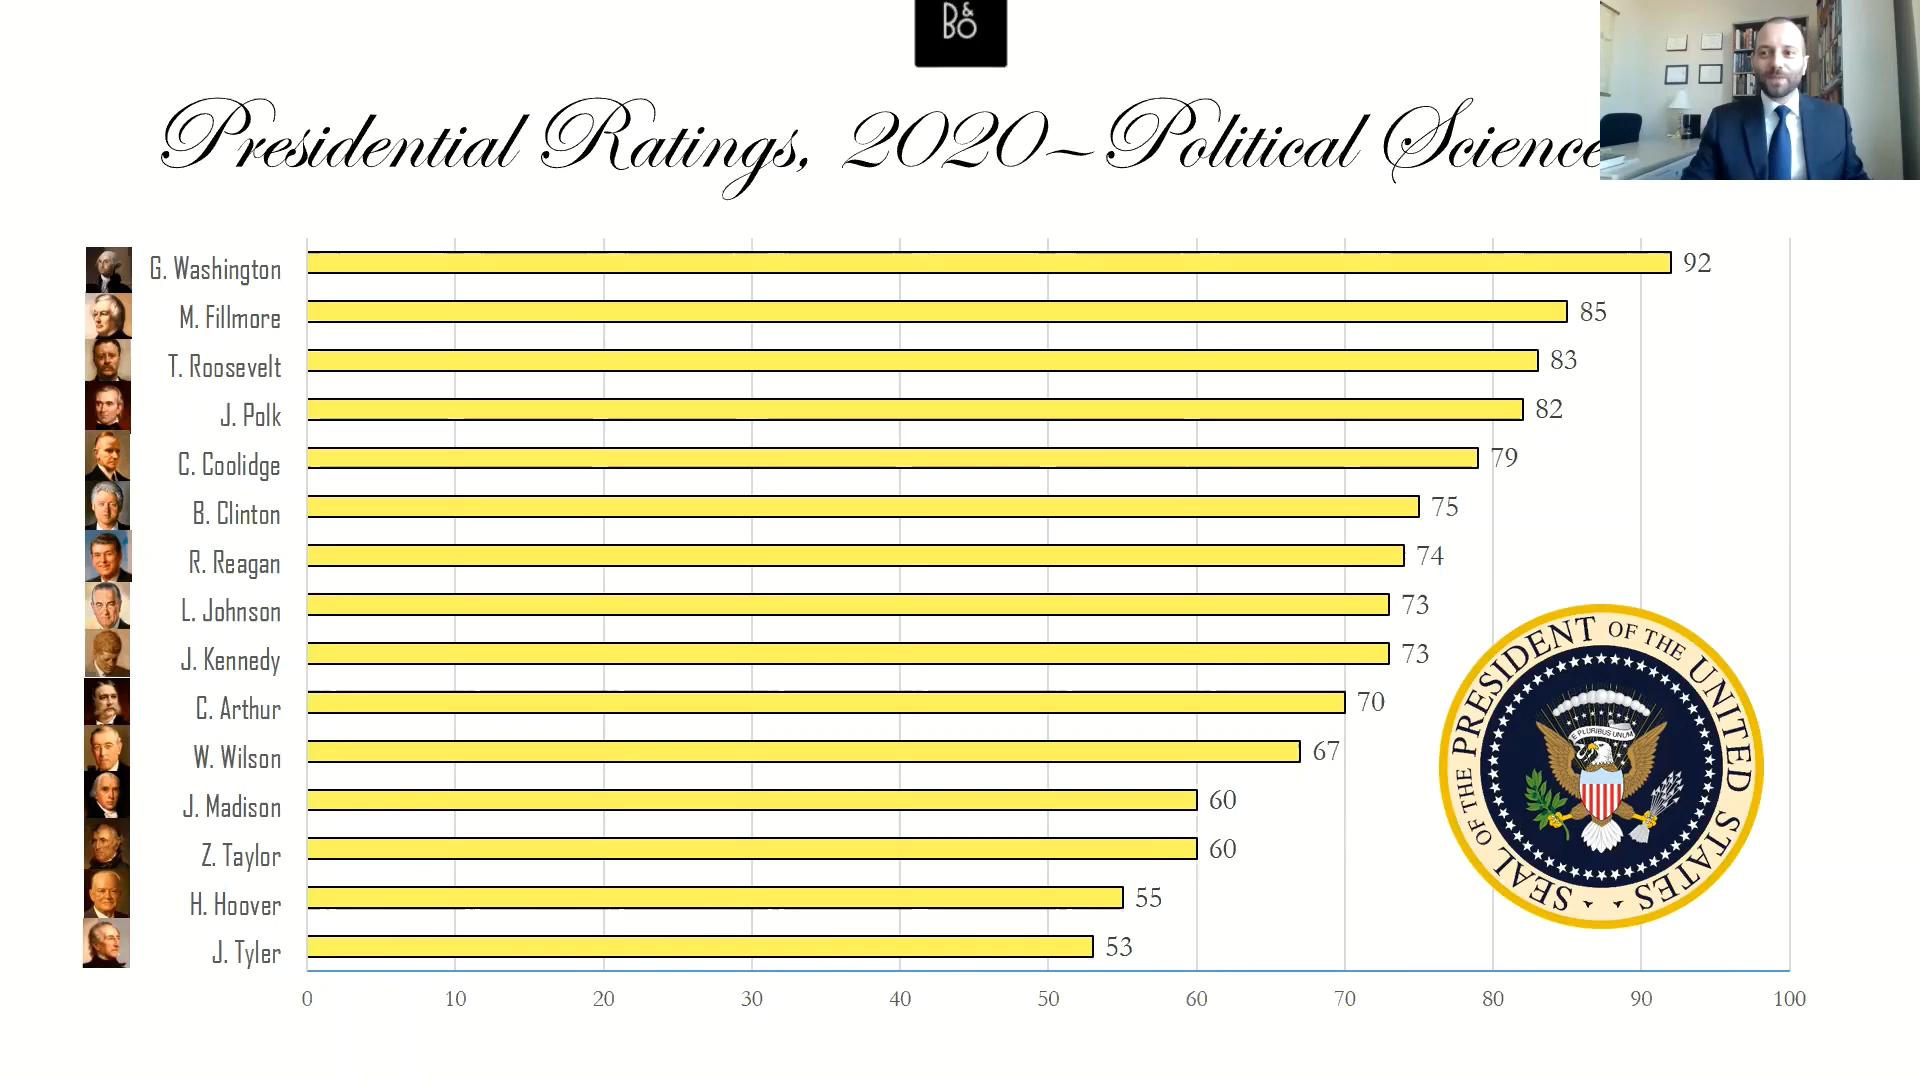 B&O
Presidential Ratings, 2020–Political Science
G. Washington 92
M. Fillmore 85
T. Roosevelt 83
J. Polk 82
C. Coolidge 79
B. Clinton 75
R. Reagan 74
L. Johnson 73
J. Kennedy 73
C. Arthur 70
W. Wilson 67
J. Madison 60
Z. Taylor 60
H. Hoover 55
J. Tyler 53
0 10 20 30 40 50 60 70 80 90 100
SEAL OF THE PRESIDENT OF THE UNITED STATES
E PLURIBUS UNUM